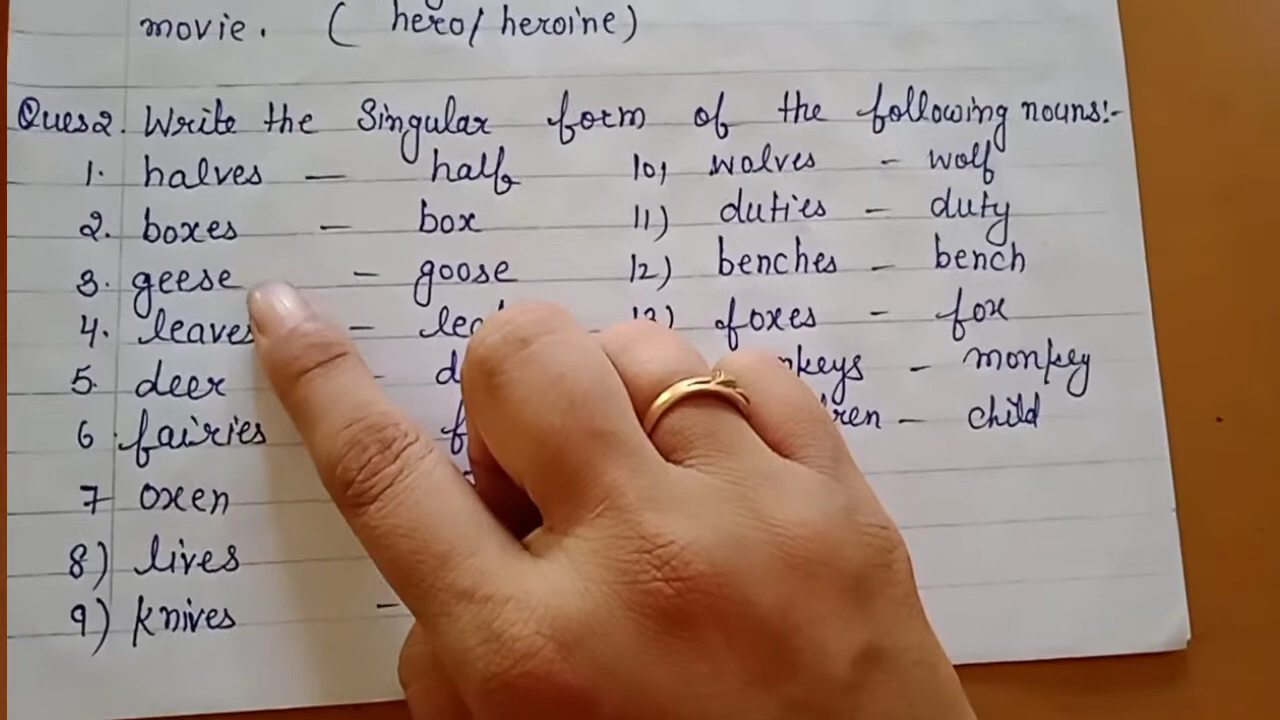 movie. ( hero/ heroine)
Ques2. Write the Singular form of the following nouns:-
1. halves — half 10, wolves - wolf
2. boxes — box 11) duties - duty
3. geese - goose 12) benches - bench
4. leaves - 13) foxes - fox
5. deer - - monkey
6 fairies — child
7 oxen
8) lives
9) knives -